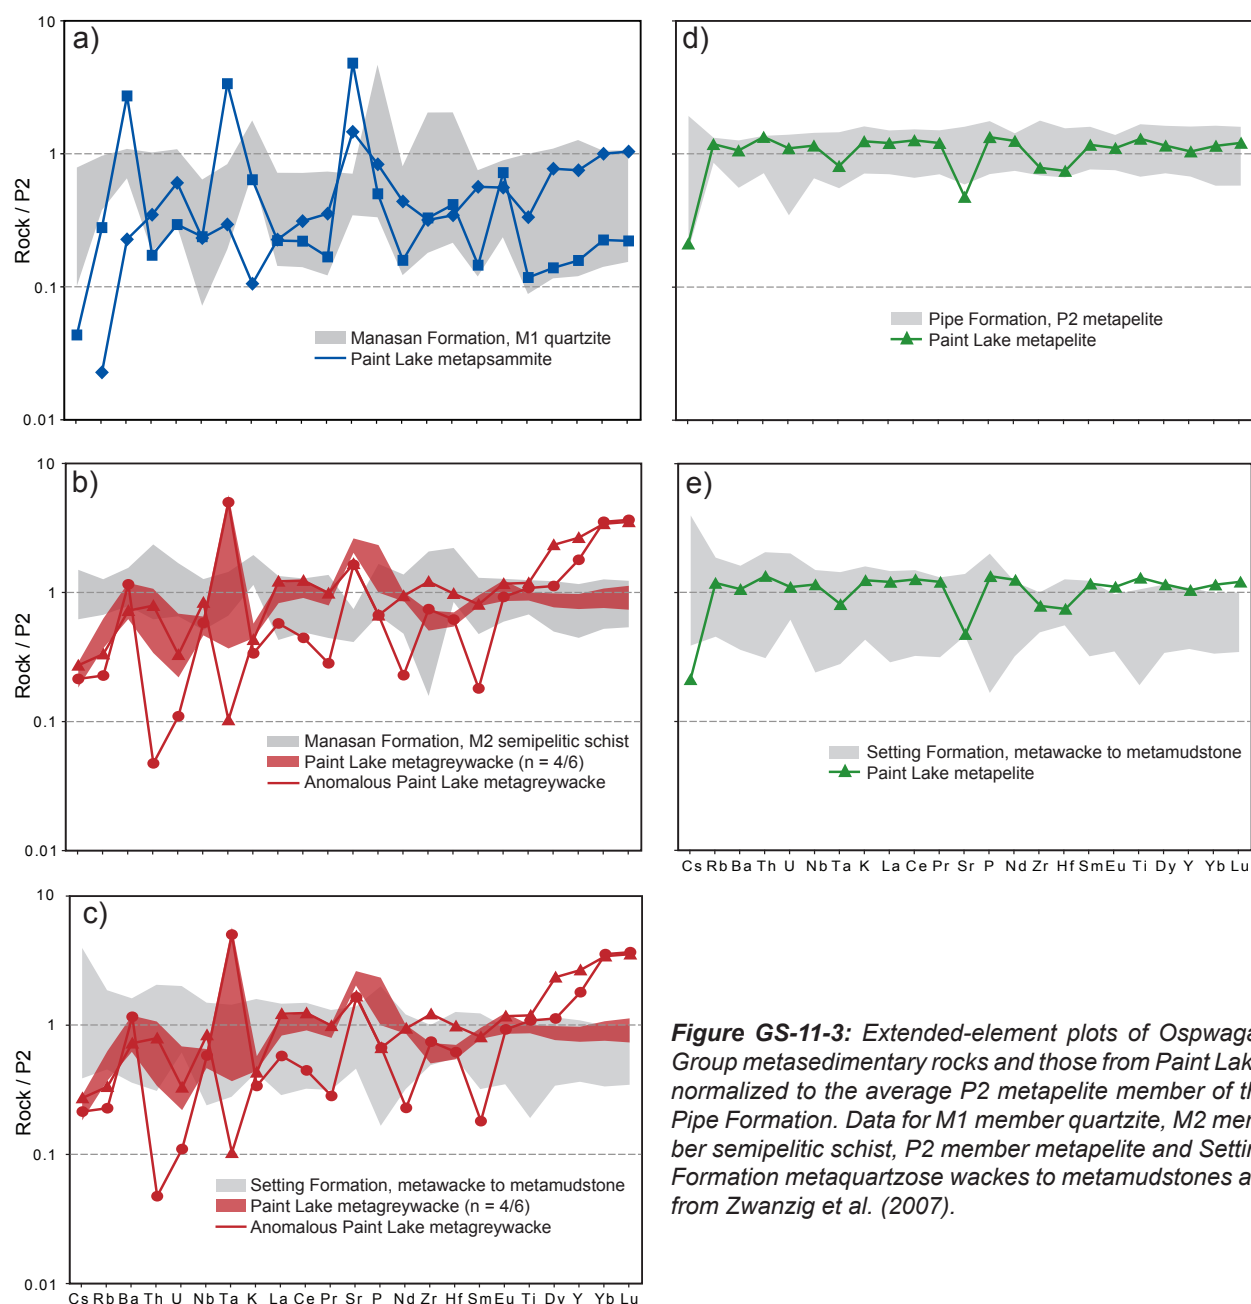 a)
10
1
0.1
0.01
Rock / P2
Manasan Formation, M1 quartzite
Paint Lake metapsammite
d)
Pipe Formation, P2 metapelite
Paint Lake metapelite
b)
10
1
0.1
0.01
Rock / P2
Manasan Formation, M2 semipelitic schist
Paint Lake metagreywacke (n = 4/6)
Anomalous Paint Lake metagreywacke
e)
Setting Formation, metawacke to metamudstone
Paint Lake metapelite
Cs Rb Ba Th U Nb Ta K La Ce Pr Sr P Nd Zr Hf Sm Eu Ti Dy Y Yb Lu
c)
10
1
0.1
0.01
Rock / P2
Setting Formation, metawacke to metamudstone
Paint Lake metagreywacke (n = 4/6)
Anomalous Paint Lake metagreywacke
Cs Rb Ba Th U Nb Ta K La Ce Pr Sr P Nd Zr Hf Sm Eu Ti Dy Y Yb Lu
Figure GS-11-3: Extended-element plots of Ospwaga
Group metasedimentary rocks and those from Paint Lak
normalized to the average P2 metapelite member of th
Pipe Formation. Data for M1 member quartzite, M2 mem
ber semipelitic schist, P2 member metapelite and Settin
Formation metaquartzose wackes to metamudstones a
from Zwanzig et al. (2007).